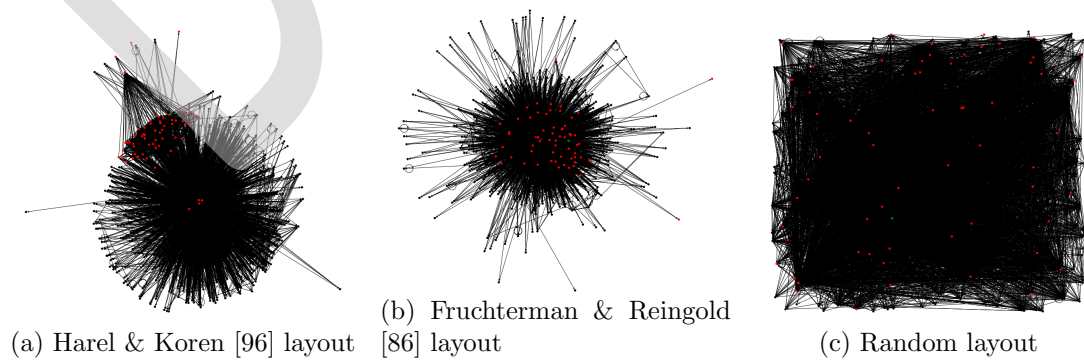 (a) Harel & Koren [96] layout
(b) Fruchterman & Reingold
[86] layout
(c) Random layout